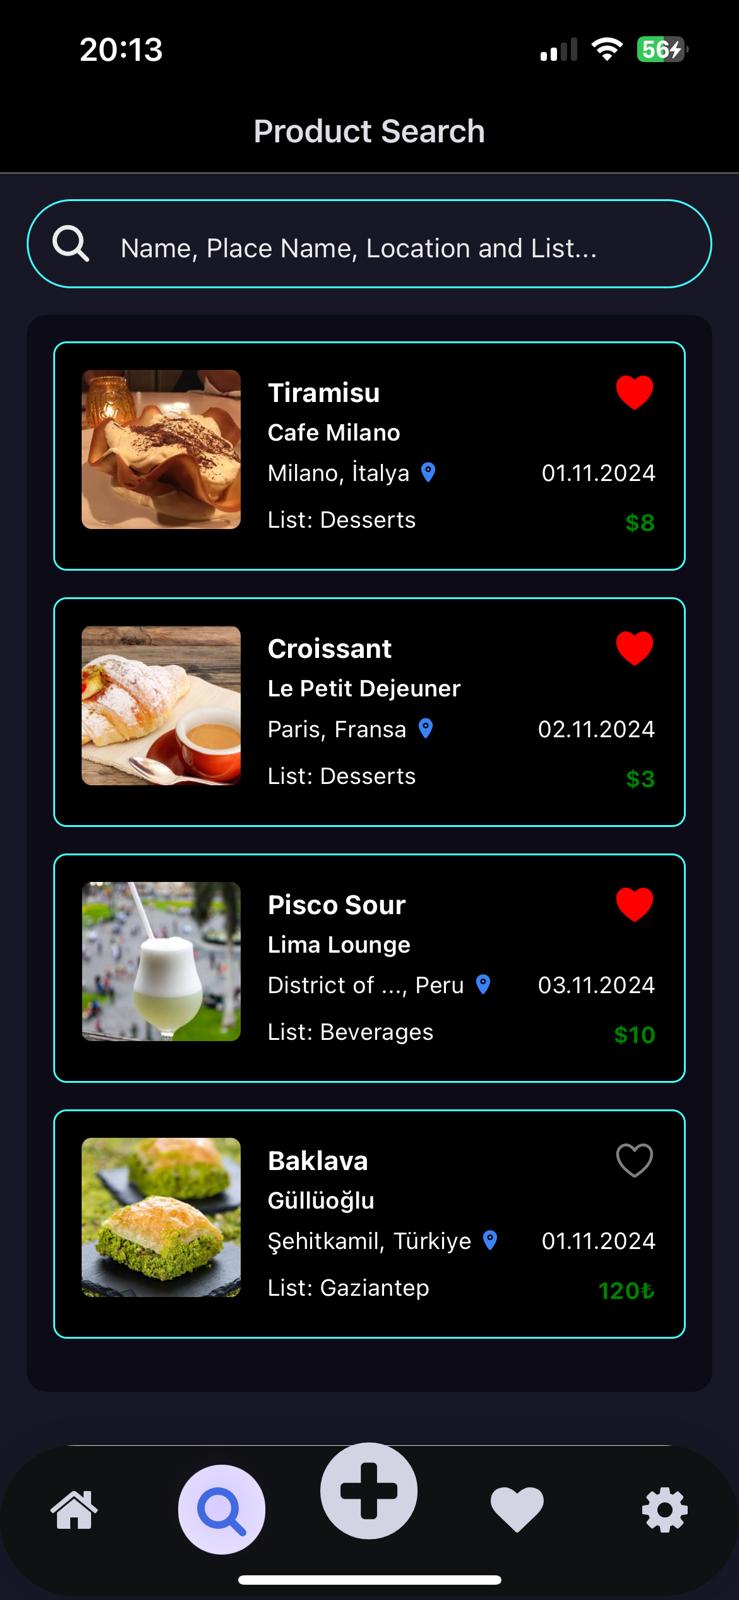 20:13
56
Product Search
Name, Place Name, Location and List...
Tiramisu
Cafe Milano
Milano, İtalya
01.11.2024
List: Desserts
$8
Croissant
Le Petit Dejeuner
Paris, Fransa
02.11.2024
List: Desserts
$3
Pisco Sour
Lima Lounge
District of ..., Peru
03.11.2024
List: Beverages
$10
Baklava
Güllüoğlu
Şehitkamil, Türkiye
01.11.2024
List: Gaziantep
120₺